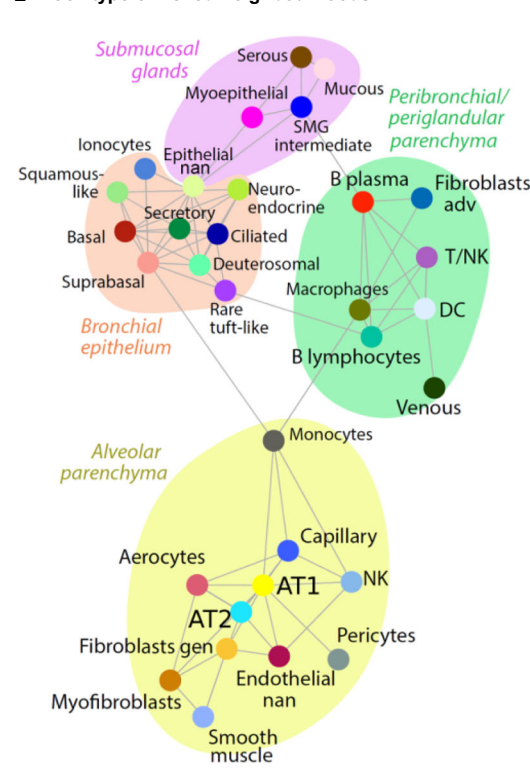 Submucosal
glands
Serous
Mucous
Myoepithelial
SMG
intermediate
Peribronchial/
periglandular
parenchyma
Ionocytes
Epithelial
nan
Squamous-
like
Neuro-
endocrine
Secretory
Basal
Ciliated
Suprabasal
Deuterosomal
Rare
tuft-like
Bronchial
epithelium
B plasma
Fibroblasts
adv
T/NK
Macrophages
DC
B lymphocytes
Venous
Monocytes
Alveolar
parenchyma
Capillary
Aerocytes
AT1
NK
AT2
Fibroblasts gen
Pericytes
Endothelial
nan
Myofibroblasts
Smooth
muscle